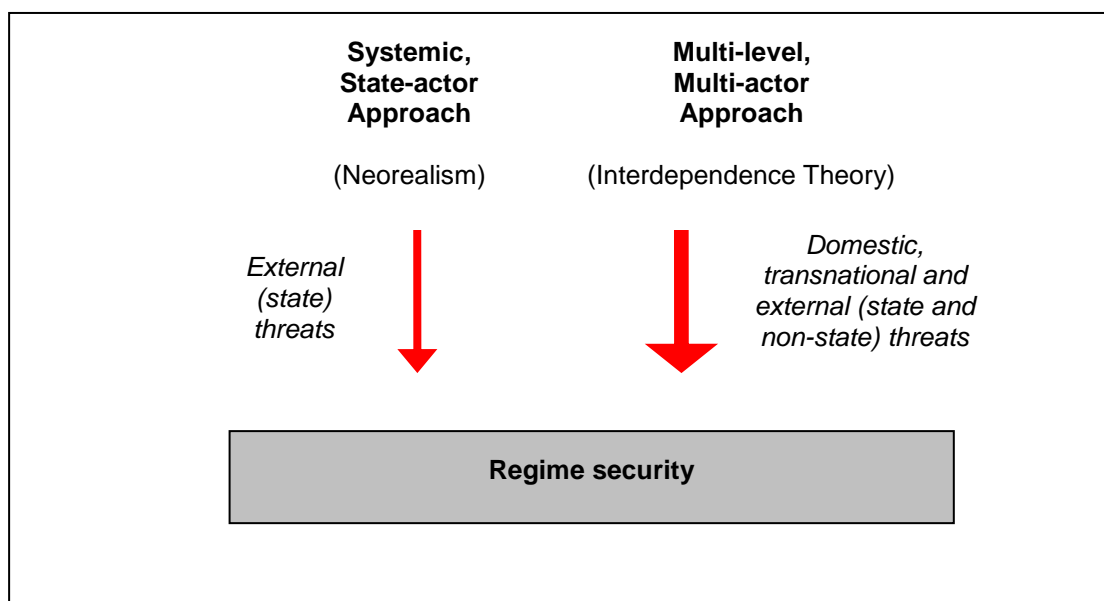 Systemic,
State-actor
Approach
(Neorealism)
Multi-level,
Multi-actor
Approach
(Interdependence Theory)
External
(state)
threats
Domestic,
transnational and
external (state and
non-state) threats
Regime security